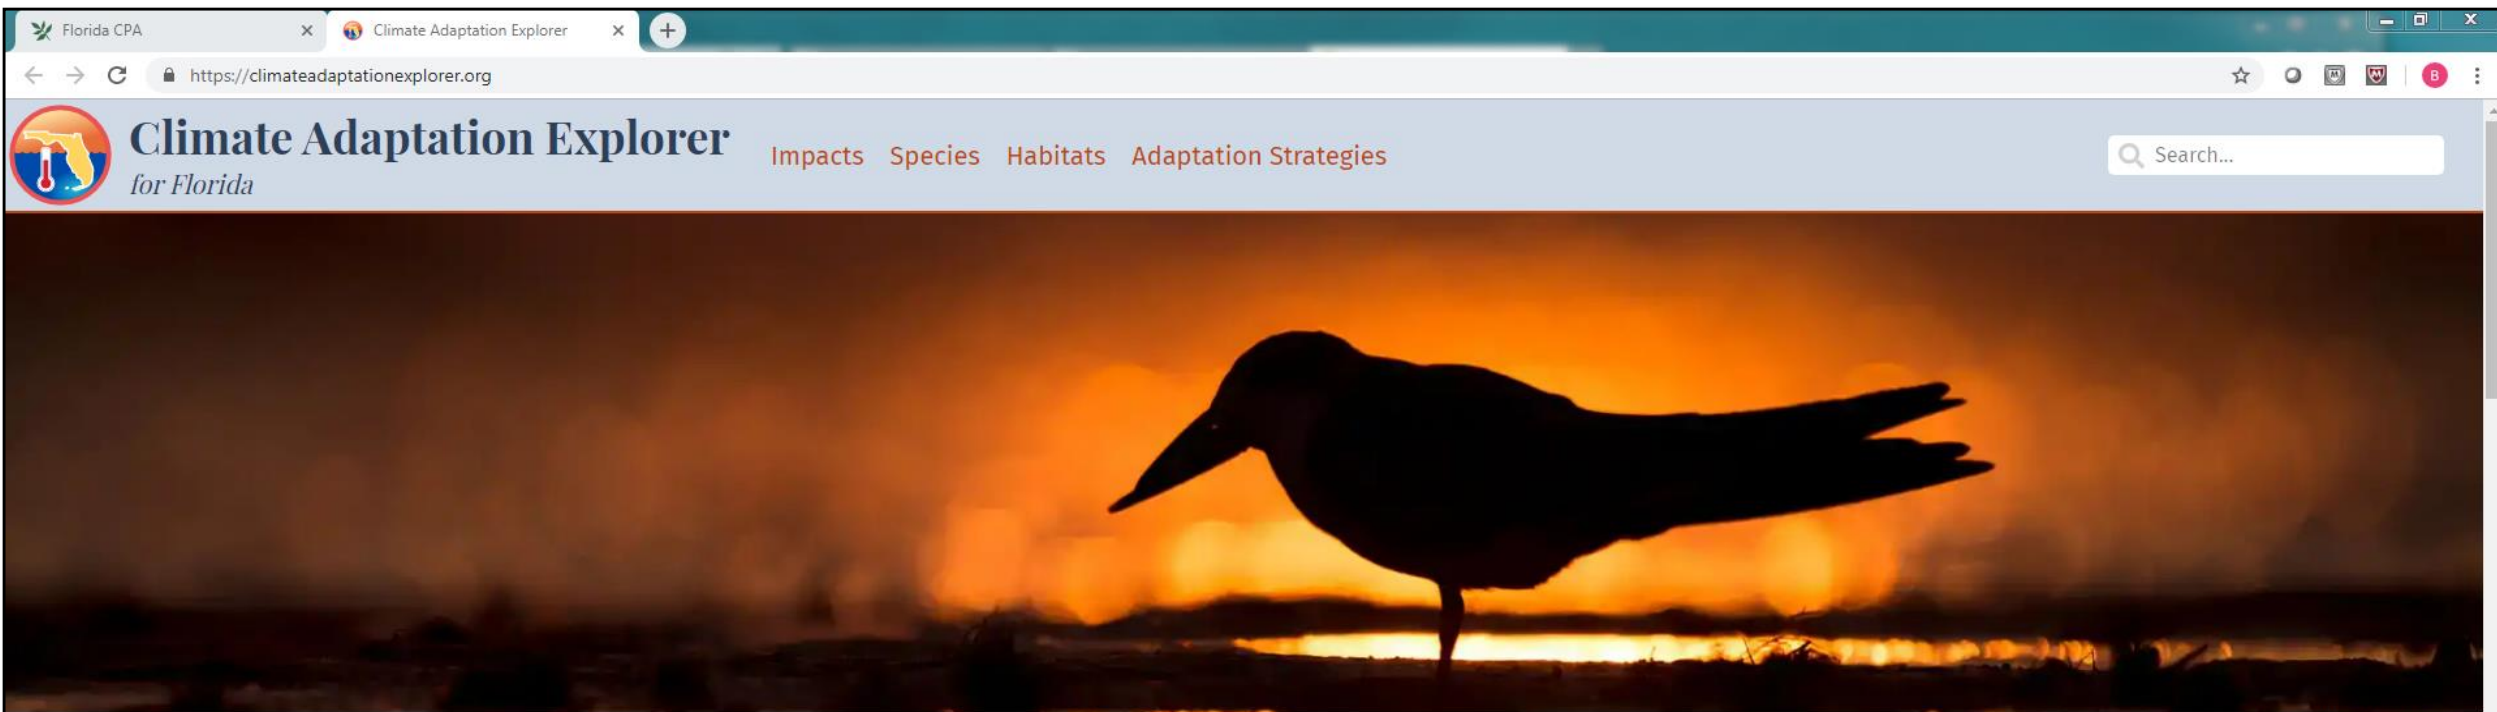 Florida CPA
Climate Adaptation Explorer
https://climateadaptationexplorer.org
B
Climate Adaptation Explorer
for Florida
Impacts Species Habitats Adaptation Strategies
Search...